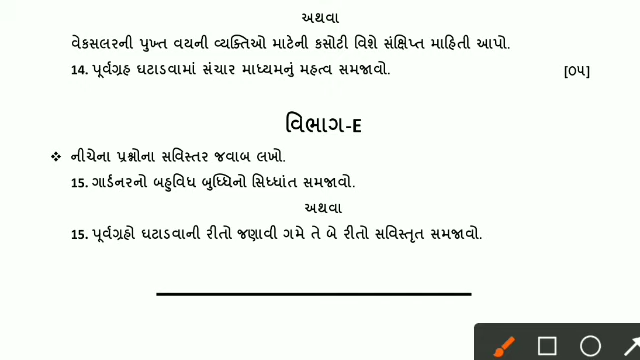 અથવા
વેકસલરની પુખ્ત વયની વ્યક્તિઓ માટેની કસોટી વિશે સંક્ષિપ્ત માહિતી આપો.
14. પૂર્વગ્રહ ઘટાડવામાં સંચાર માધ્યમનું મહત્વ સમજાવો. [૦૫]
વિભાગ-E
❖ નીચેના પ્રશ્નોના સવિસ્તર જવાબ લખો.
15. ગાર્ડનરનો બહુવિધ બુધ્ધિનો સિધ્ધાંત સમજાવો.
અથવા
15. પૂર્વગ્રહો ઘટાડવાની રીતો જણાવી ગમે તે બે રીતો સવિસ્તૃત સમજાવો.